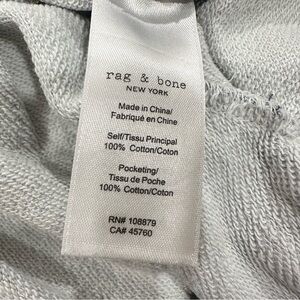 rag & bone
NEW YORK
Made in China/
Fabriqué en Chine
Self/Tissu Principal
100% Cotton/Coton
Pocketing/
Tissu de Poche
100% Cotton/Coton
RN# 108879
CA# 45760